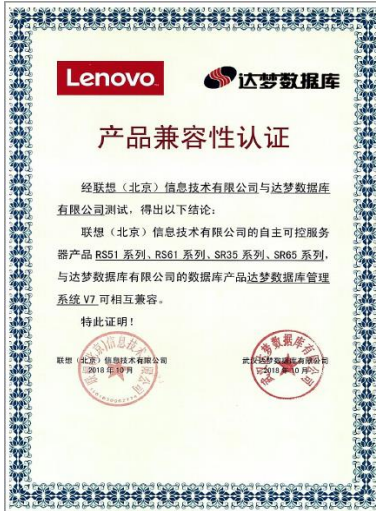 Lenovo
达梦数据库
产品兼容性认证
经联想（北京）信息技术有限公司与达梦数据库
有限公司测试，得出以下结论：
联想（北京）信息技术有限公司的自主可控服务
器产品 RS51 系列、RS61 系列、SR35 系列、SR65 系列，
与达梦数据库有限公司的数据库产品达梦数据库管理
系统 V7 可相互兼容。
特此证明！
联想（北京）信息技术有限公司
武汉达梦数据库有限公司
2018 年 10 月
2018 年 10 月